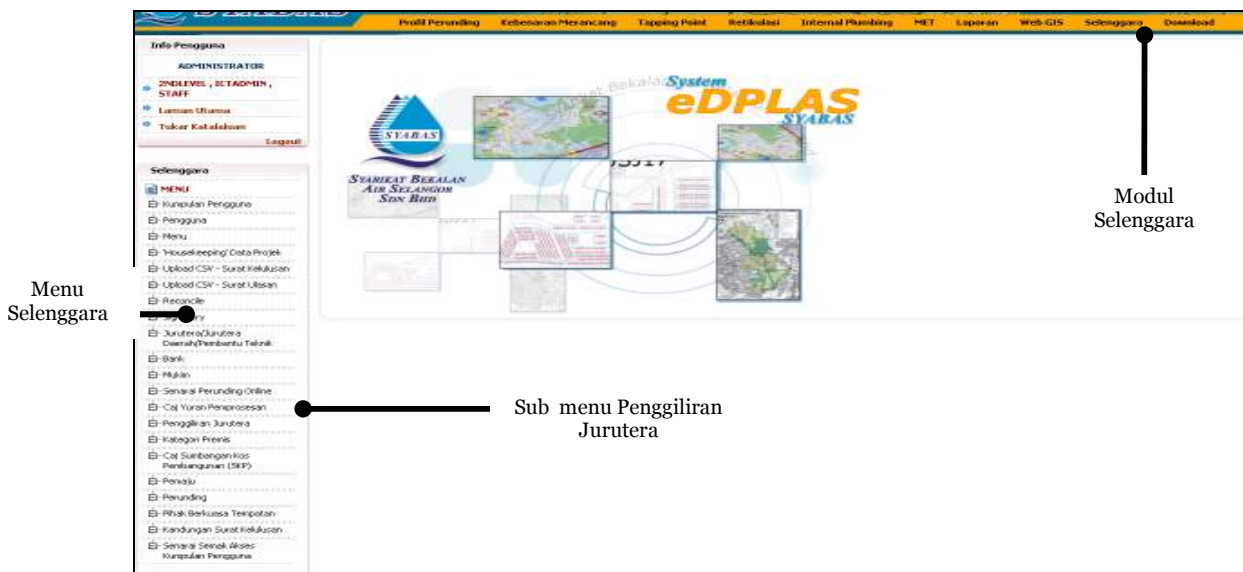 SYABAS
Profil Perunding Kebenaran Merancang Tapping Point Retikulasi Internal Plumbing MET Laporan Web GIS Selenggara Download
Info Pengguna
ADMINISTRATOR
2NDLEVEL , ICTADMIN ,
STAFF
Laman Utama
Tukar Katalaluan
Logout
Selenggara
MENU
Kumpulan Pengguna
Pengguna
Menu
'Housekeeping' Data Projek
Upload CSV - Surat Kelulusan
Upload CSV - Surat Ulasan
Reconcile
Jurutera/Jurutera
Daerah/Pembantu Teknik
Bank
Mukim
Senarai Perunding Online
Caj Yuran Pemprosesan
Penggiliran Jurutera
Kategori Premis
Caj Sumbangan Kos
Pembangunan (SKP)
Pemaju
Perunding
Pihak Berkuasa Tempatan
Kandungan Surat Kelulusan
Senarai Semak Akses
Kumpulan Pengguna
System
eDPLAS
SYABAS
SYABAS
SYARIKAT BEKALAN
AIR SELANGOR
SDN BHD
Modul
Selenggara
Menu
Selenggara
Sub menu Penggiliran
Jurutera